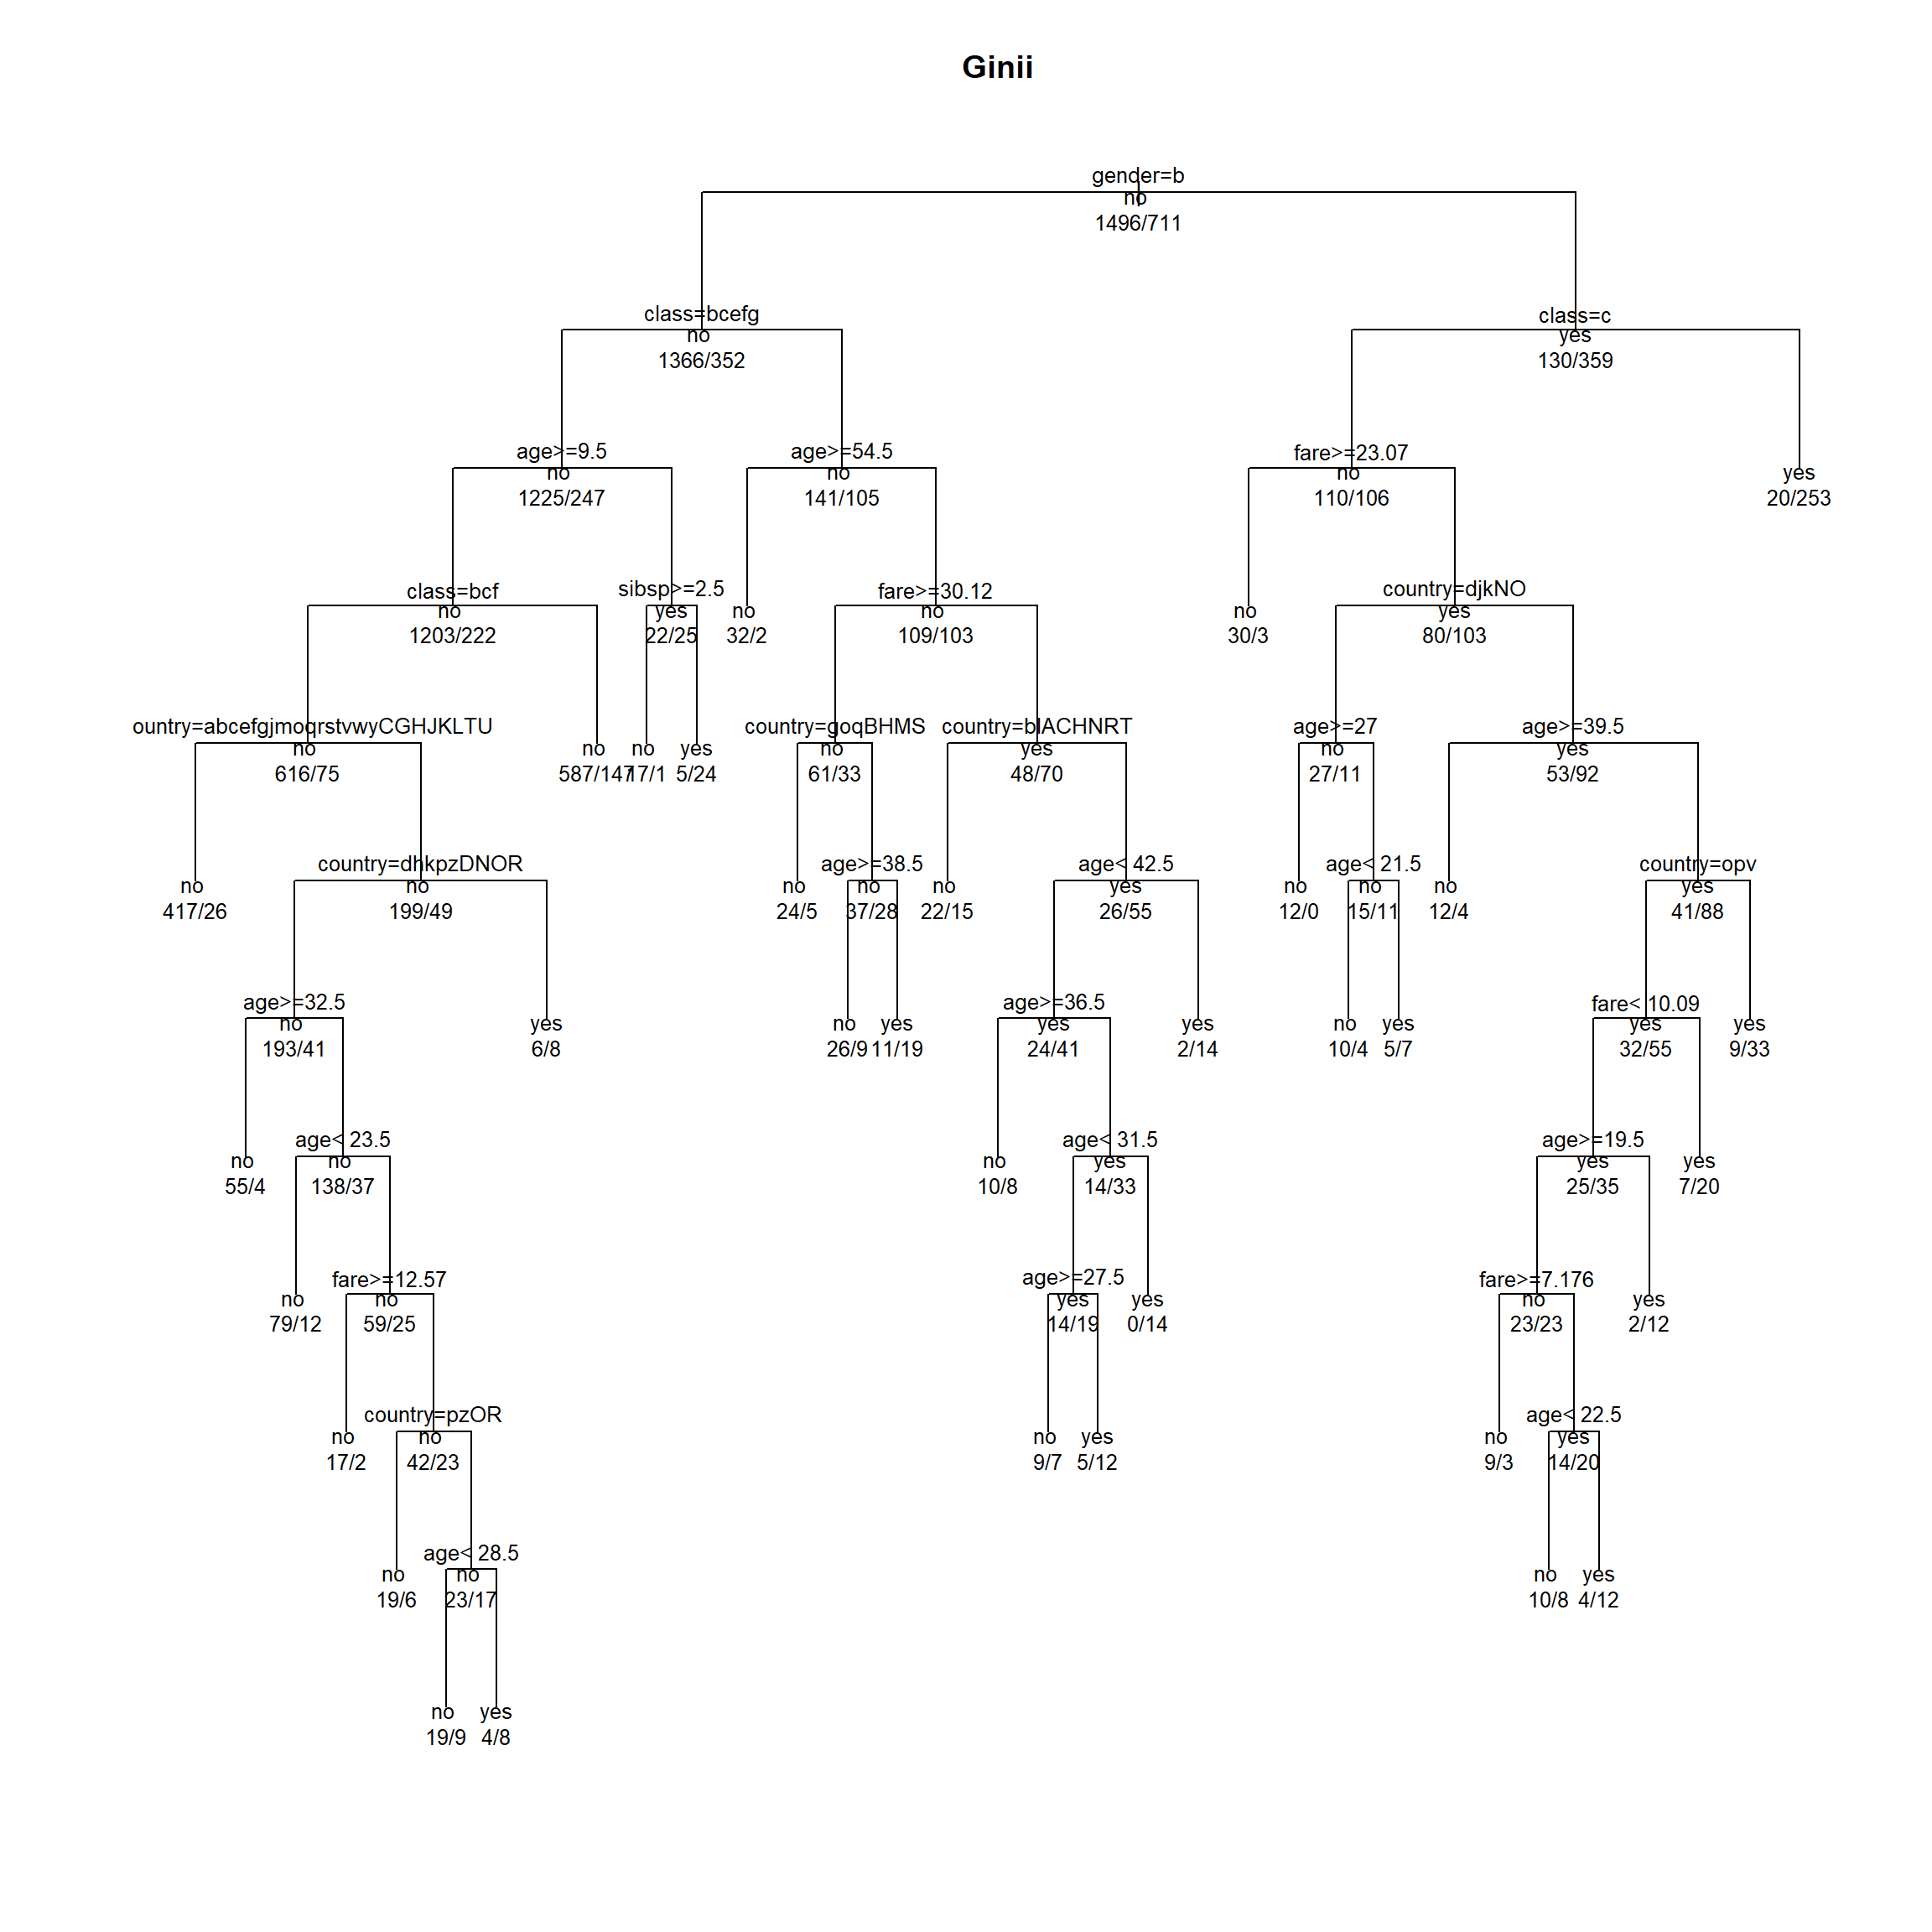 Ginii
gender=b
no
1496/711
class=bcefg
no
1366/352
class=c
yes
130/359
age>=9.5
no
1225/247
age>=54.5
no
141/105
fare>=23.07
no
110/106
yes
20/253
class=bcf
no
1203/222
sibsp>=2.5
yes
22/25
no
32/2
fare>=30.12
no
109/103
no
30/3
country=djkNO
yes
80/103
ountry=abcefgjmoqrstvwyCGHJKLTU
no
616/75
no
587/147
no
17/1
yes
5/24
country=goqBHMS
no
61/33
country=blACHNRT
yes
48/70
age>=27
no
27/11
age>=39.5
yes
53/92
no
417/26
country=dhkpzDNOR
no
199/49
no
24/5
age>=38.5
no
37/28
no
22/15
age< 42.5
yes
26/55
no
12/0
age< 21.5
no
15/11
no
12/4
country=opv
yes
41/88
age>=32.5
no
193/41
yes
6/8
no
26/9
yes
11/19
age>=36.5
yes
24/41
yes
2/14
no
10/4
yes
5/7
fare< 10.09
yes
32/55
yes
9/33
no
55/4
age< 23.5
no
138/37
no
10/8
age< 31.5
yes
14/33
age>=19.5
yes
25/35
yes
7/20
no
79/12
fare>=12.57
no
59/25
age>=27.5
yes
14/19
yes
0/14
fare>=7.176
no
23/23
yes
2/12
no
17/2
country=pzOR
no
42/23
no
9/7
yes
5/12
no
9/3
age< 22.5
yes
14/20
no
19/6
age< 28.5
no
23/17
no
10/8
yes
4/12
no
19/9
yes
4/8